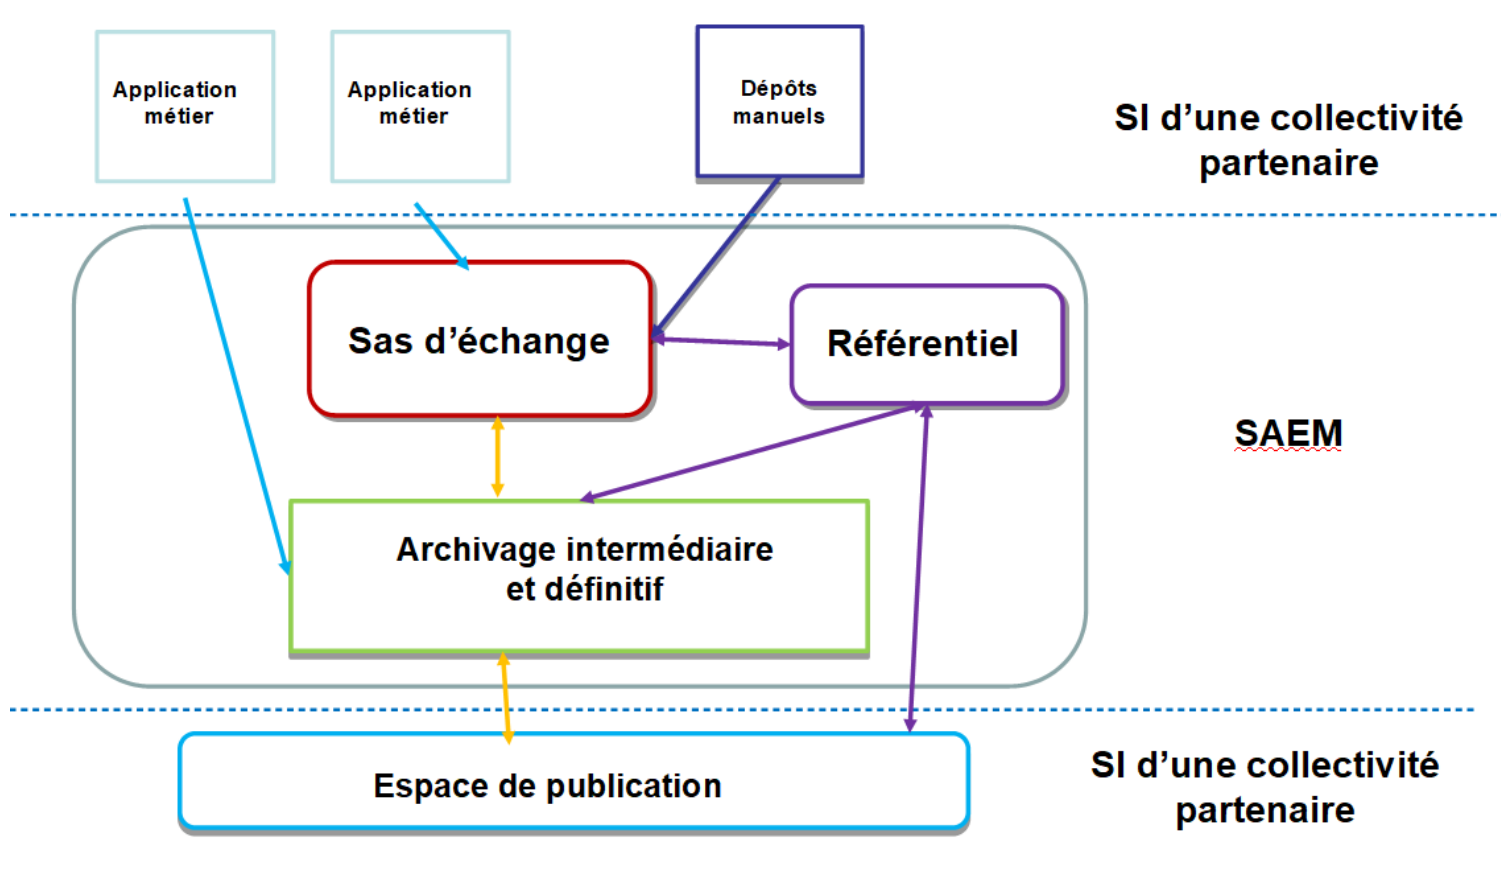 Application
métier
Application
métier
Dépôts
manuels
SI d’une collectivité
partenaire
Sas d’échange
Référentiel
SAEM
Archivage intermédiaire
et définitif
Espace de publication
SI d’une collectivité
partenaire